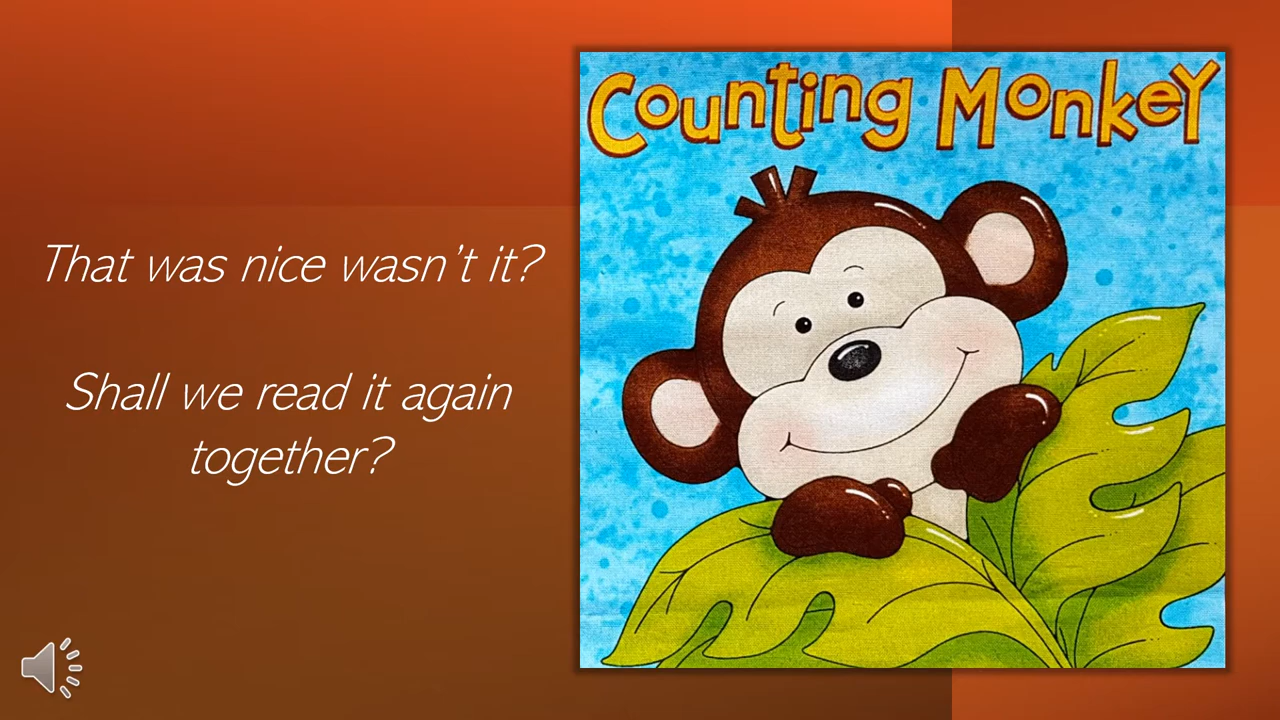 Counting Monkey
That was nice wasn't it?
Shall we read it again
together?